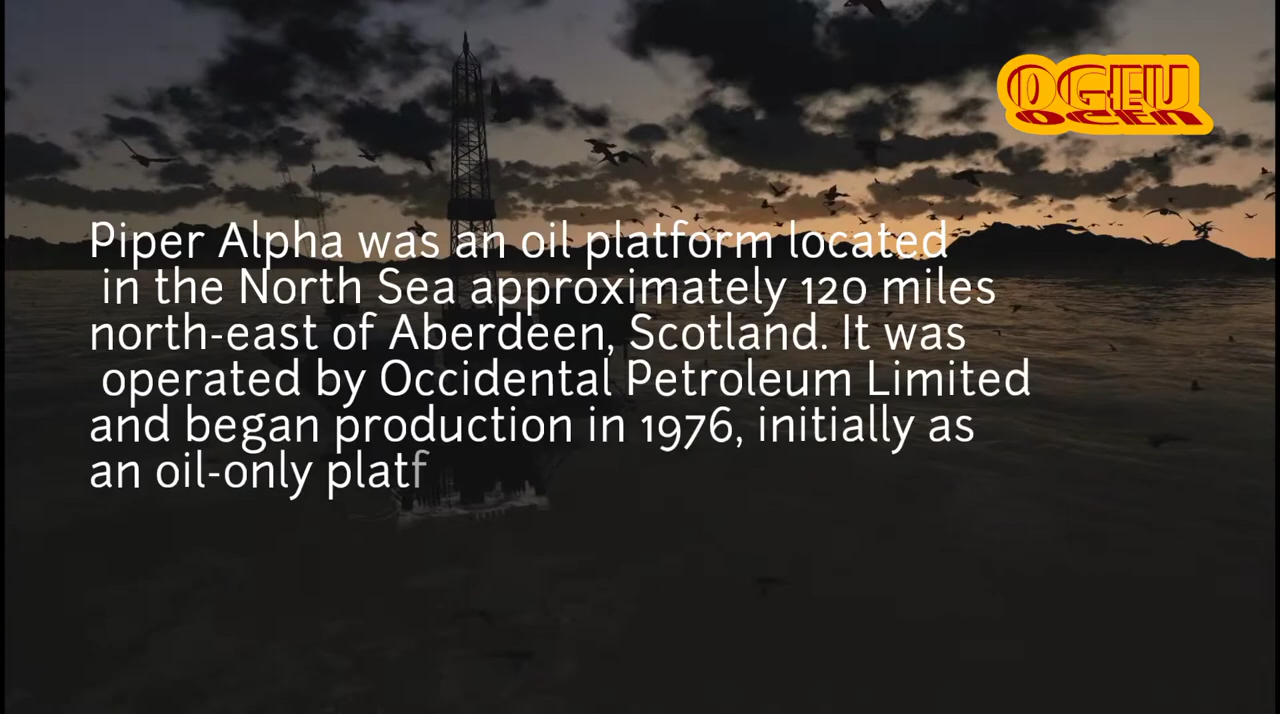 OGEU
Piper Alpha was an oil platform located
in the North Sea approximately 120 miles
north-east of Aberdeen, Scotland. It was
operated by Occidental Petroleum Limited
and began production in 1976, initially as
an oil-only platf